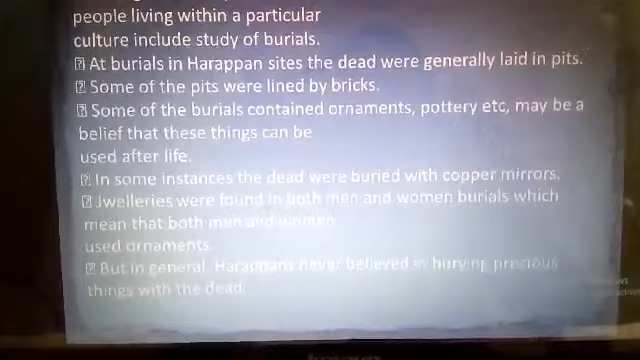 people living within a particular
culture include study of burials.
At burials in Harappan sites the dead were generally laid in pits.
Some of the pits were lined by bricks.
Some of the burials contained ornaments, pottery etc, may be a
belief that these things can be
used after life.
In some instances the dead were buried with copper mirrors.
Jwelleries were found in both men and women burials which
mean that both men and women
used ornaments.
But in general, Harappans never believed in burying precious
things with the dead.